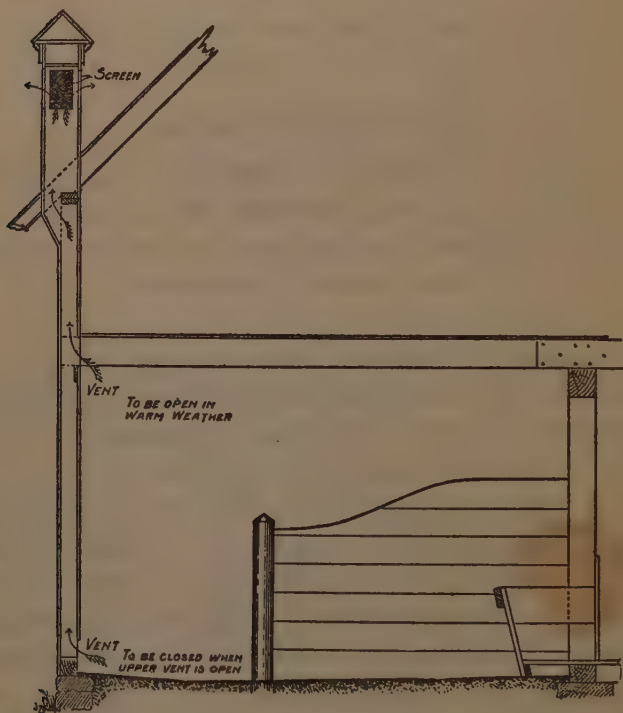 SCREEN
VENT
TO BE OPEN IN
WARM WEATHER
VENT
TO BE CLOSED WHEN
UPPER VENT IS OPEN